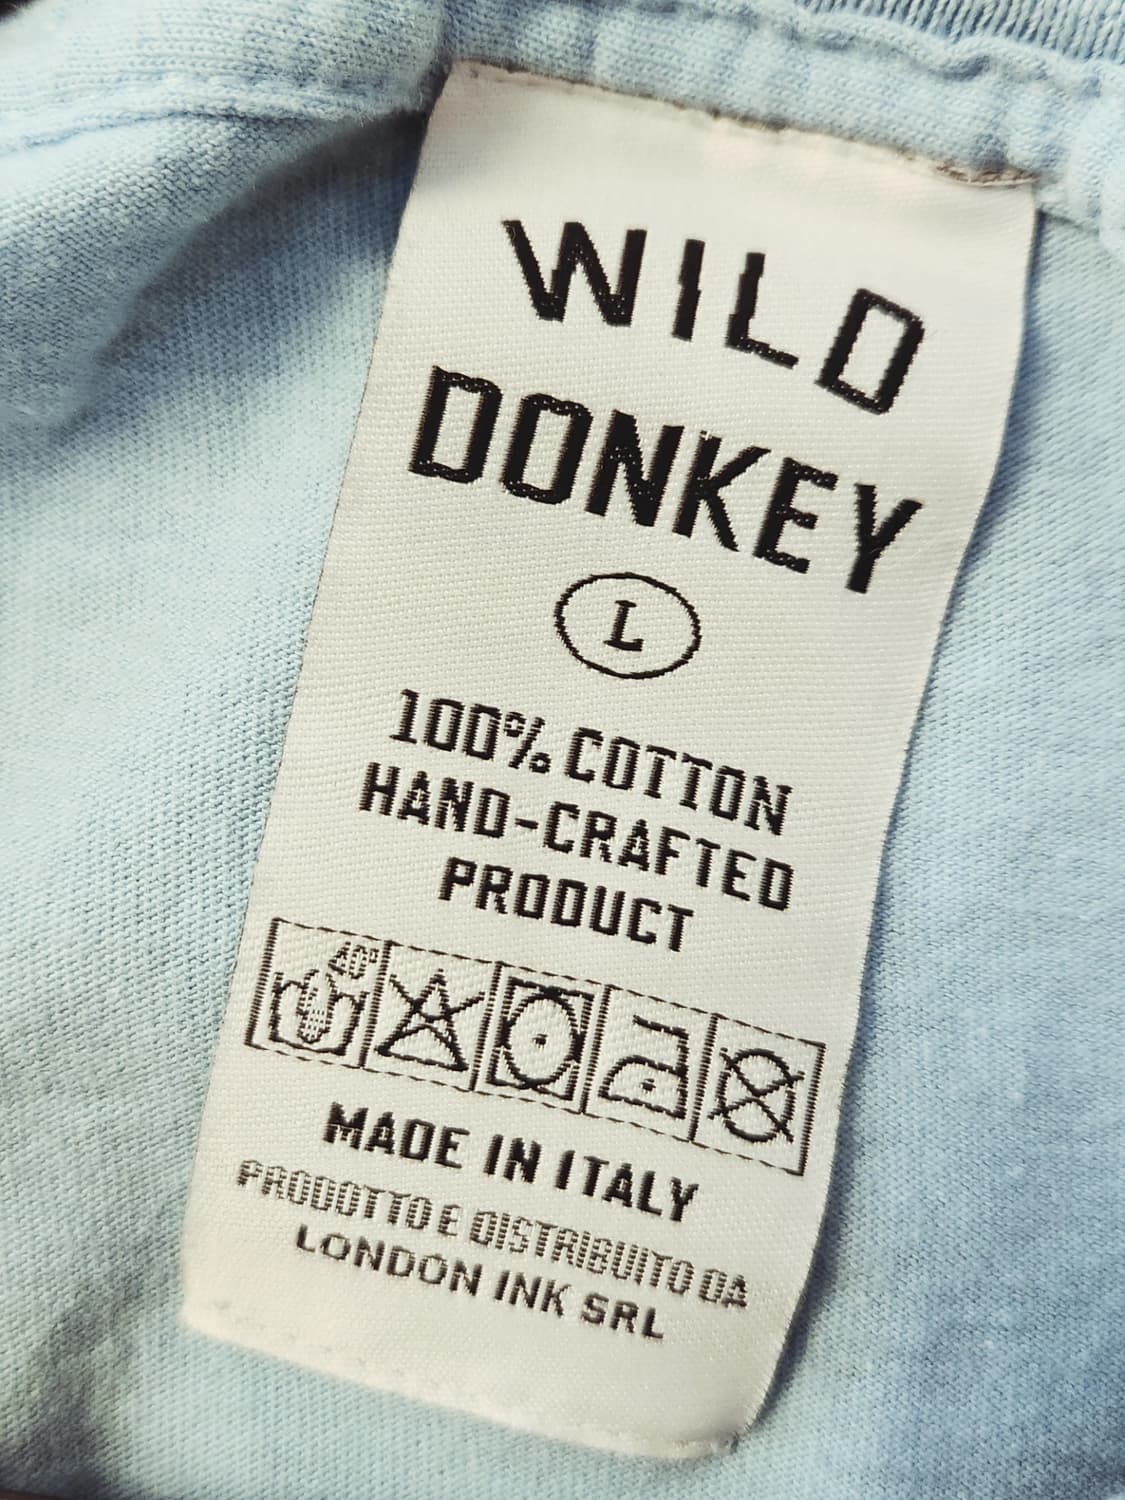 WILD
DONKEY
L
100% COTTON
HAND-CRAFTED
PRODUCT
40°
MADE IN ITALY
PRODOTTO E DISTRIBUITO DA
LONDON INK SRL